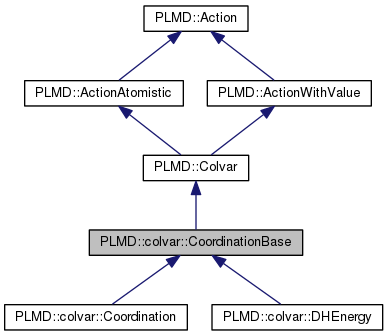 PLMD::Action
PLMD::ActionAtomistic
PLMD::ActionWithValue
PLMD::Colvar
PLMD::colvar::CoordinationBase
PLMD::colvar::Coordination
PLMD::colvar::DHEnergy